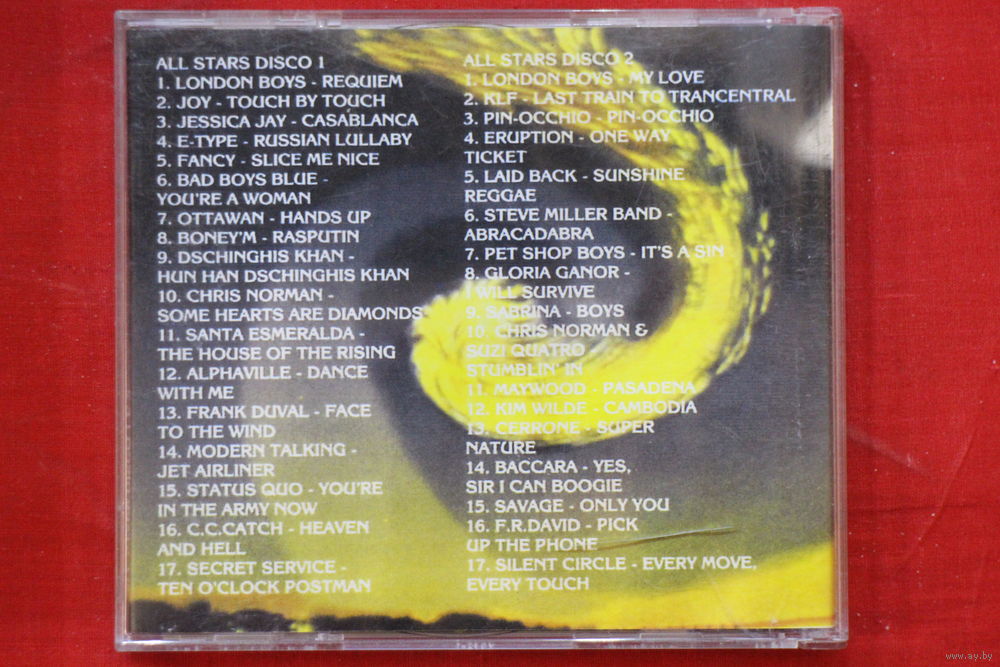 ALL STARS DISCO 1
1. LONDON BOYS - REQUIEM
2. JOY - TOUCH BY TOUCH
3. JESSICA JAY - CASABLANCA
4. E-TYPE - RUSSIAN LULLABY
5. FANCY - SLICE ME NICE
6. BAD BOYS BLUE -
YOU'RE A WOMAN
7. OTTAWAN - HANDS UP
8. BONEY'M - RASPUTIN
9. DSCHINGHIS KHAN -
HUN HAN DSCHINGHIS KHAN
10. CHRIS NORMAN -
SOME HEARTS ARE DIAMONDS
11. SANTA ESMERALDA -
THE HOUSE OF THE RISING
12. ALPHAVILLE - DANCE
WITH ME
13. FRANK DUVAL - FACE
TO THE WIND
14. MODERN TALKING -
JET AIRLINER
15. STATUS QUO - YOU'RE
IN THE ARMY NOW
16. C.C.CATCH - HEAVEN
AND HELL
17. SECRET SERVICE -
TEN O'CLOCK POSTMAN
ALL STARS DISCO 2
1. LONDON BOYS - MY LOVE
2. KLF - LAST TRAIN TO TRANCENTRAL
3. PIN-OCCHIO - PIN-OCCHIO
4. ERUPTION - ONE WAY
TICKET
5. LAID BACK - SUNSHINE
REGGAE
6. STEVE MILLER BAND -
ABRACADABRA
7. PET SHOP BOYS - IT'S A SIN
8. GLORIA GANOR -
I WILL SURVIVE
9. SABRINA - BOYS
10. CHRIS NORMAN &
SUZI QUATRO -
STUMBLIN' IN
11. MAYWOOD - PASADENA
12. KIM WILDE - CAMBODIA
13. CERRONE - SUPER
NATURE
14. BACCARA - YES,
SIR I CAN BOOGIE
15. SAVAGE - ONLY YOU
16. F.R.DAVID - PICK
UP THE PHONE
17. SILENT CIRCLE - EVERY MOVE,
EVERY TOUCH
www.ay.by